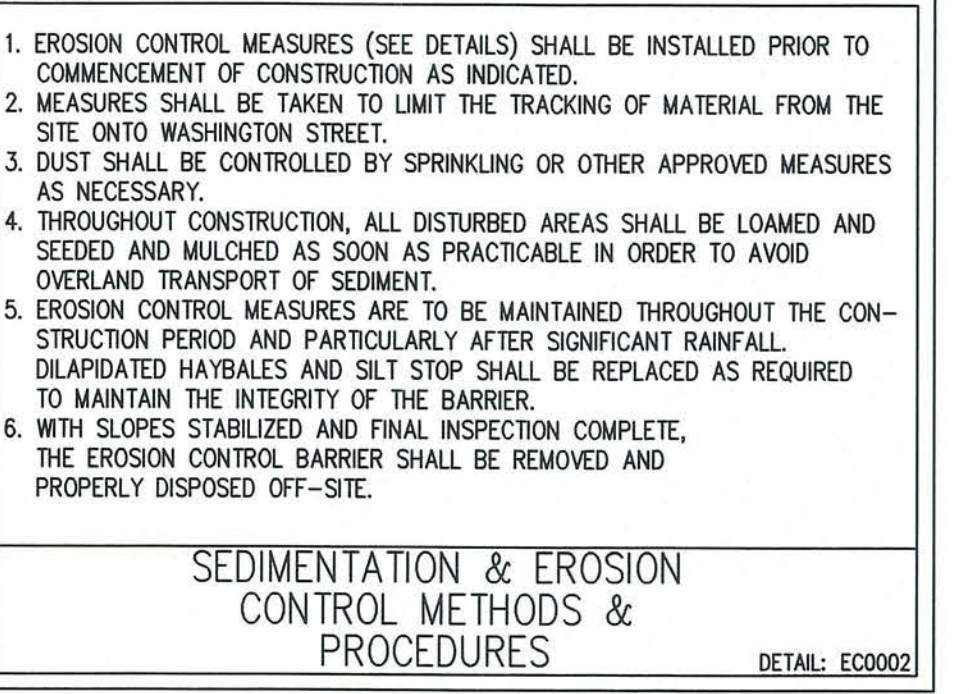 1. EROSION CONTROL MEASURES (SEE DETAILS) SHALL BE INSTALLED PRIOR TO
COMMENCEMENT OF CONSTRUCTION AS INDICATED.
2. MEASURES SHALL BE TAKEN TO LIMIT THE TRACKING OF MATERIAL FROM THE
SITE ONTO WASHINGTON STREET.
3. DUST SHALL BE CONTROLLED BY SPRINKLING OR OTHER APPROVED MEASURES
AS NECESSARY.
4. THROUGHOUT CONSTRUCTION, ALL DISTURBED AREAS SHALL BE LOAMED AND
SEEDED AND MULCHED AS SOON AS PRACTICABLE IN ORDER TO AVOID
OVERLAND TRANSPORT OF SEDIMENT.
5. EROSION CONTROL MEASURES ARE TO BE MAINTAINED THROUGHOUT THE CON-
STRUCTION PERIOD AND PARTICULARLY AFTER SIGNIFICANT RAINFALL.
DILAPIDATED HAYBALES AND SILT STOP SHALL BE REPLACED AS REQUIRED
TO MAINTAIN THE INTEGRITY OF THE BARRIER.
6. WITH SLOPES STABILIZED AND FINAL INSPECTION COMPLETE,
THE EROSION CONTROL BARRIER SHALL BE REMOVED AND
PROPERLY DISPOSED OFF-SITE.
SEDIMENTATION & EROSION
CONTROL METHODS &
PROCEDURES
DETAIL: EC0002